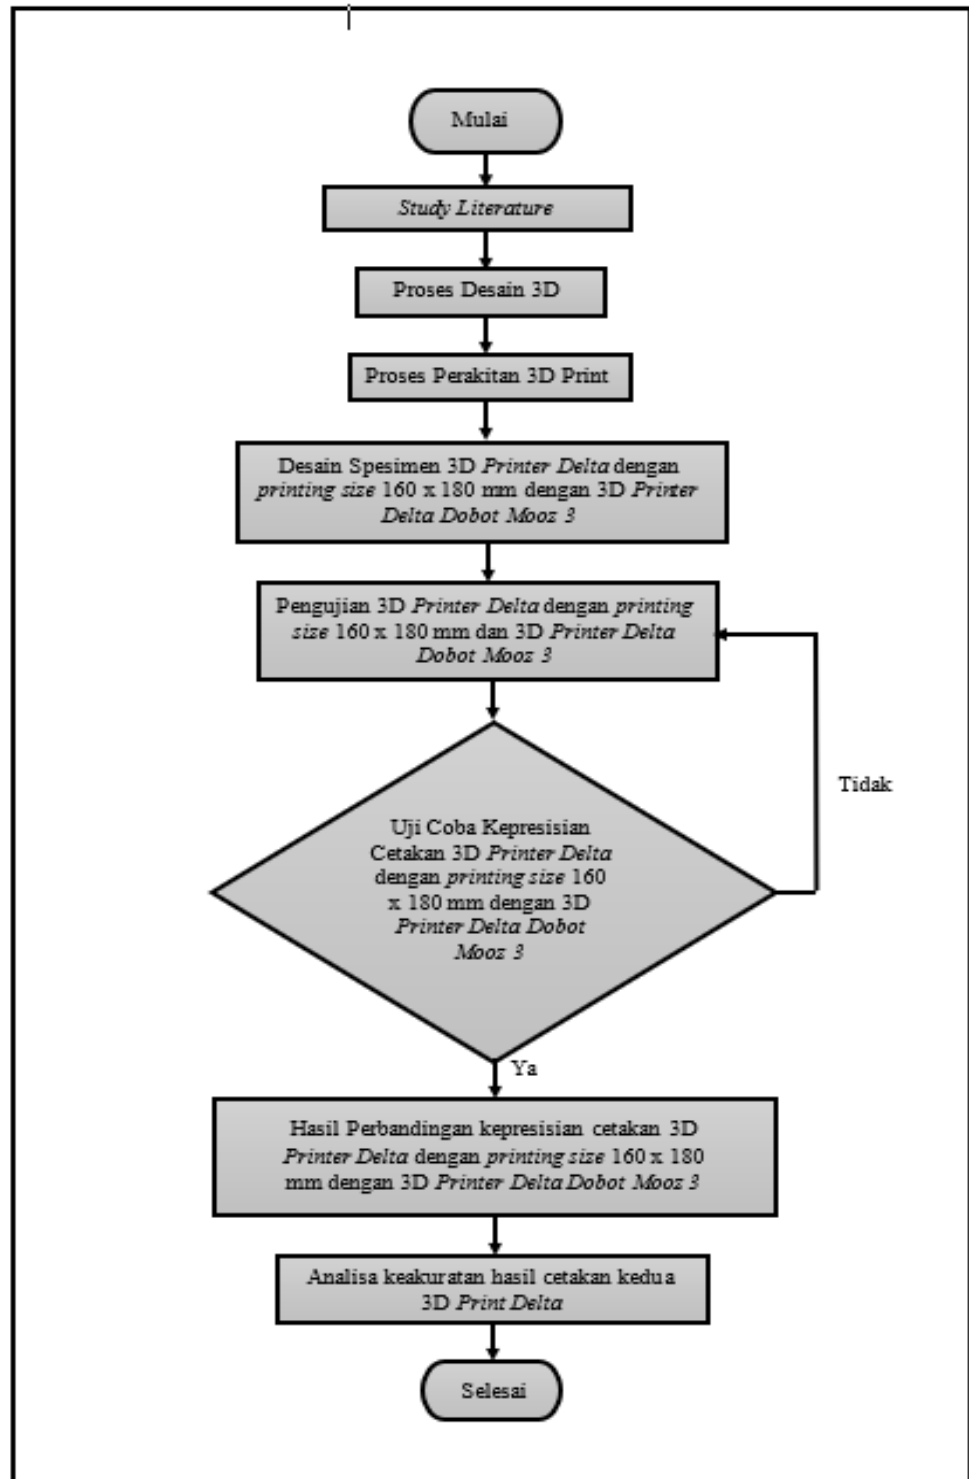 Mulai
Study Literature
Proses Desain 3D
Proses Perakitan 3D Print
Desain Spesimen 3D Printer Delta dengan
printing size 160 x 180 mm dengan 3D Printer
Delta Dobot Mooz 3
Pengujian 3D Printer Delta dengan printing
size 160 x 180 mm dan 3D Printer Delta
Dobot Mooz 3
Tidak
Uji Coba Kepresisian
Cetakan 3D Printer Delta
dengan printing size 160
x 180 mm dengan 3D
Printer Delta Dobot
Mooz 3
Ya
Hasil Perbandingan kepresisian cetakan 3D
Printer Delta dengan printing size 160 x 180
mm dengan 3D Printer Delta Dobot Mooz 3
Analisa keakuratan hasil cetakan kedua
3D Print Delta
Selesai